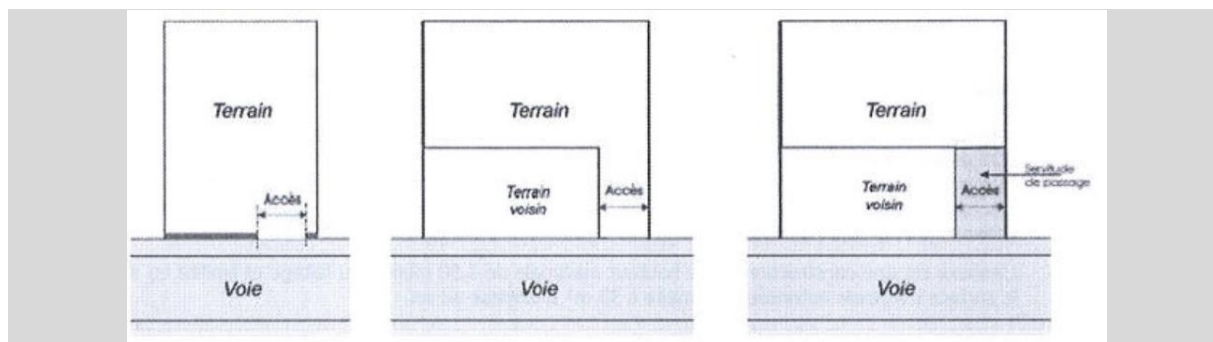 Terrain
Accès
Voie
Terrain
Terrain
voisin
Accès
Voie
Terrain
Terrain
voisin
Accès
Servitude
de passage
Voie